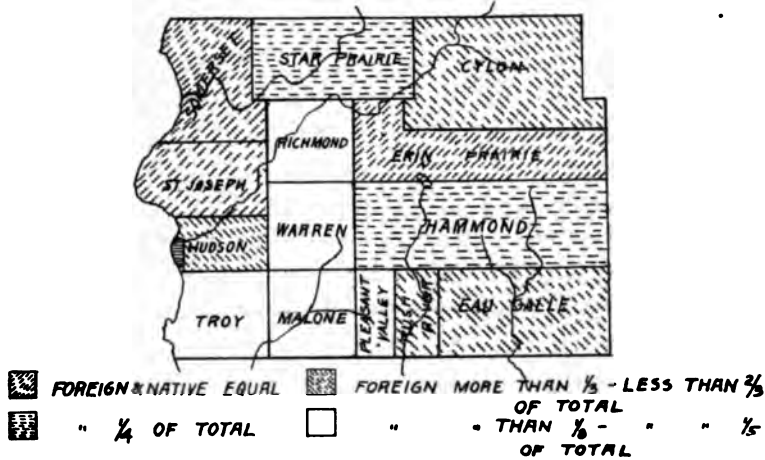 STAR PRAIRIE
CYLON
SOMERSET
RICHMOND
ERIN PRAIRIE
ST JOSEPH
HUDSON
WARREN
HAMMOND
TROY
MALONE
PLEASANT
VALLEY
RUSH
RIVER
EAU GALLE
FOREIGN & NATIVE EQUAL
FOREIGN MORE THAN 1/3 - LESS THAN 2/3
OF TOTAL
" 1/4 OF TOTAL
" " THAN 1/8 - " " 1/5
OF TOTAL